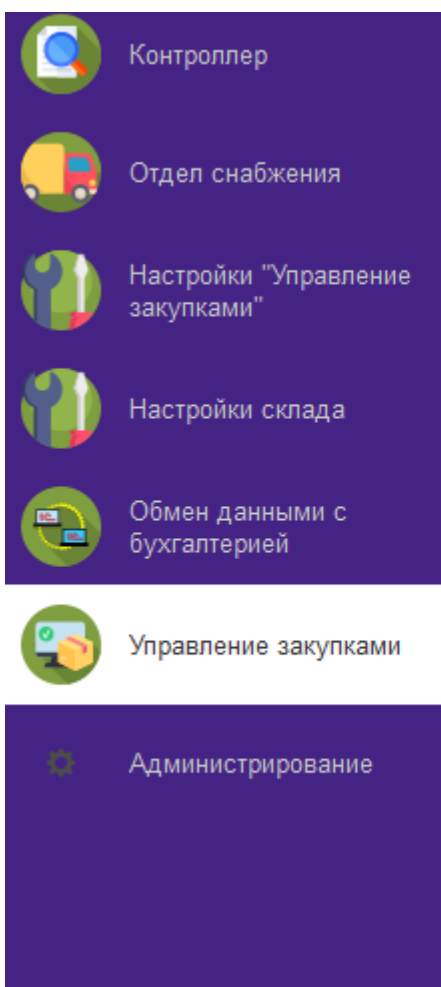 Контроллер
Отдел снабжения
Настройки "Управление
закупками"
Настройки склада
Обмен данными с
бухгалтерией
Управление закупками
Администрирование